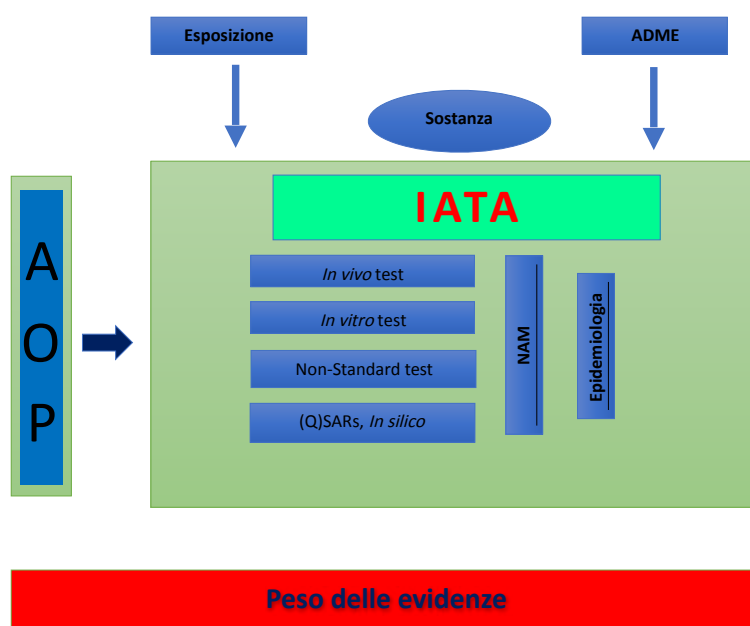 Esposizione
ADME
Sostanza
IATA
A
O
P
In vivo test
In vitro test
Non-Standard test
(Q)SARs, In silico
NAM
Epidemiologia
Peso delle evidenze